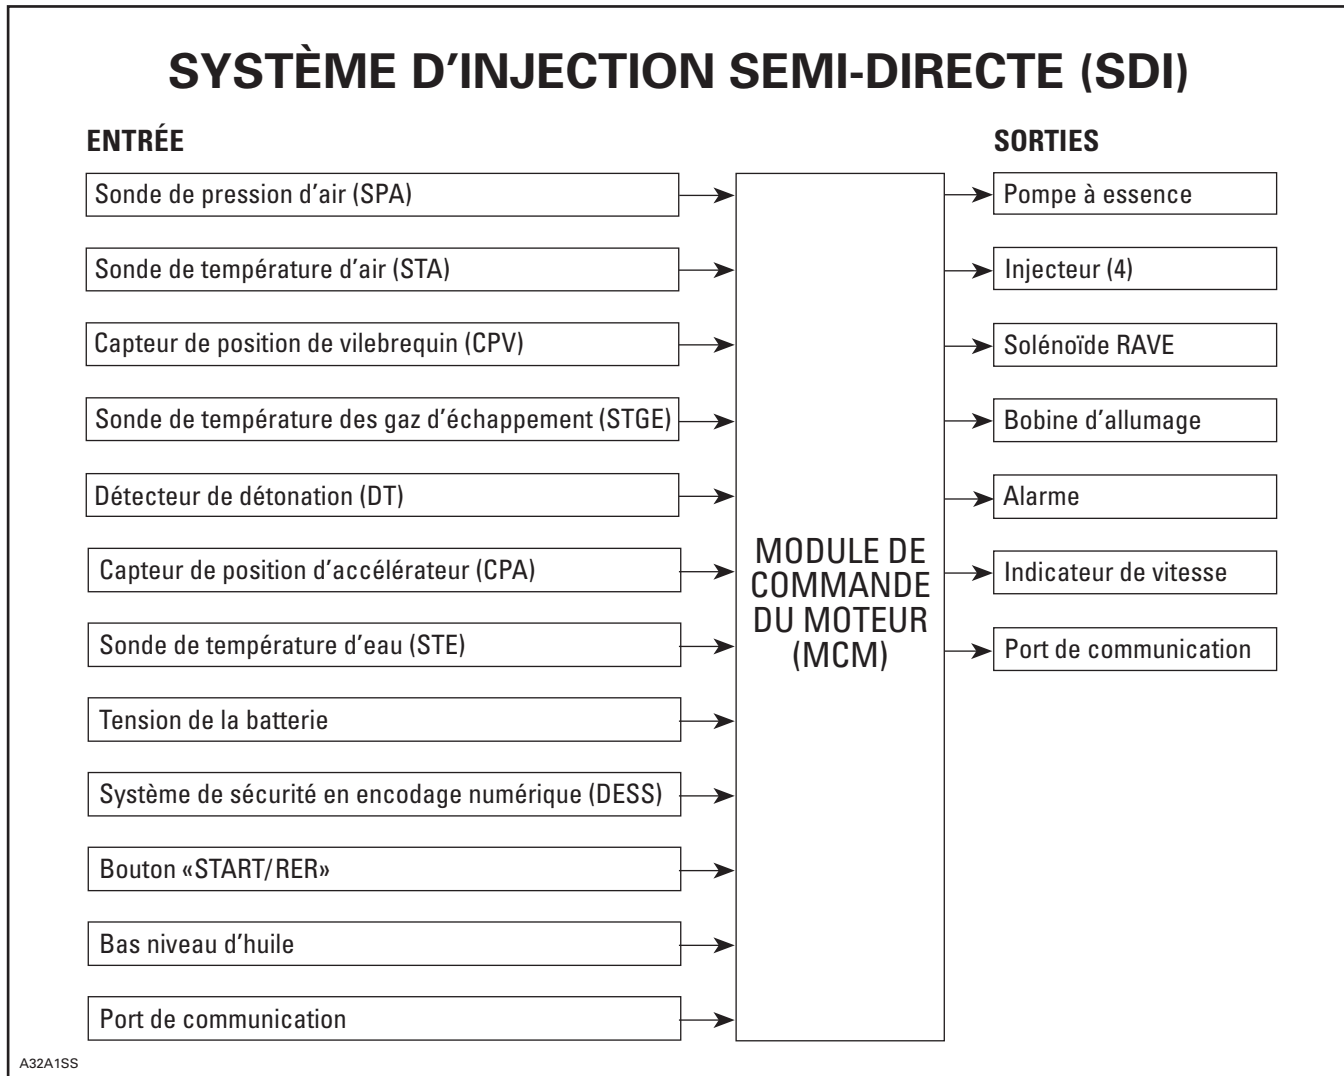 SYSTÈME D’INJECTION SEMI-DIRECTE (SDI)
ENTRÉE
Sonde de pression d’air (SPA)
Sonde de température d’air (STA)
Capteur de position de vilebrequin (CPV)
Sonde de température des gaz d’échappement (STGE)
Détecteur de détonation (DT)
Capteur de position d’accélérateur (CPA)
Sonde de température d’eau (STE)
Tension de la batterie
Système de sécurité en encodage numérique (DESS)
Bouton «START/RER»
Bas niveau d’huile
Port de communication
MODULE DE
COMMANDE
DU MOTEUR
(MCM)
SORTIES
Pompe à essence
Injecteur (4)
Solénoïde RAVE
Bobine d’allumage
Alarme
Indicateur de vitesse
Port de communication
A32A1SS